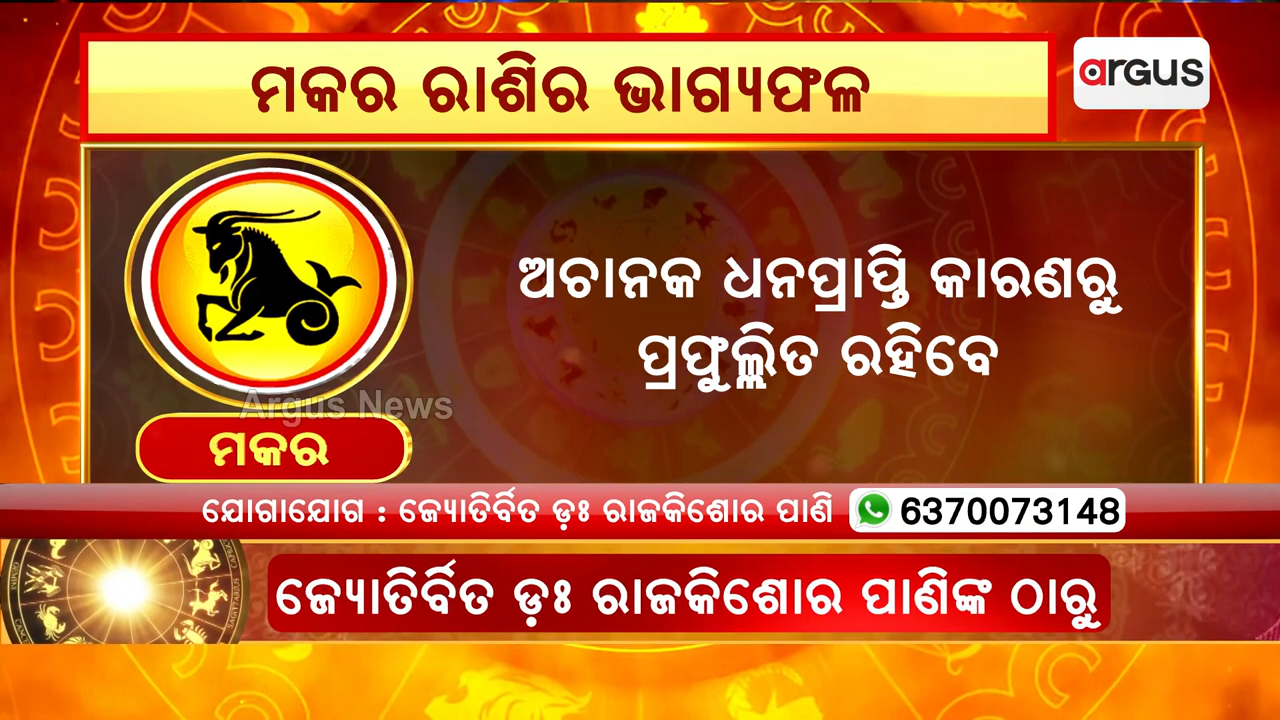 ମକର ରାଶିର ଭାଗ୍ୟଫଳ
argus
ଅଚାନକ ଧନପ୍ରାପ୍ତି କାରଣରୁ
ପ୍ରଫୁଲ୍ଲିତ ରହିବେ
Argus News
ମକର
ଯୋଗାଯୋଗ : ଜ୍ୟୋତିର୍ବିତ ଡ଼ଃ ରାଜକିଶୋର ପାଣି 6370073148
ଜ୍ୟୋତିର୍ବିତ ଡ଼ଃ ରାଜକିଶୋର ପାଣିଙ୍କ ଠାରୁ